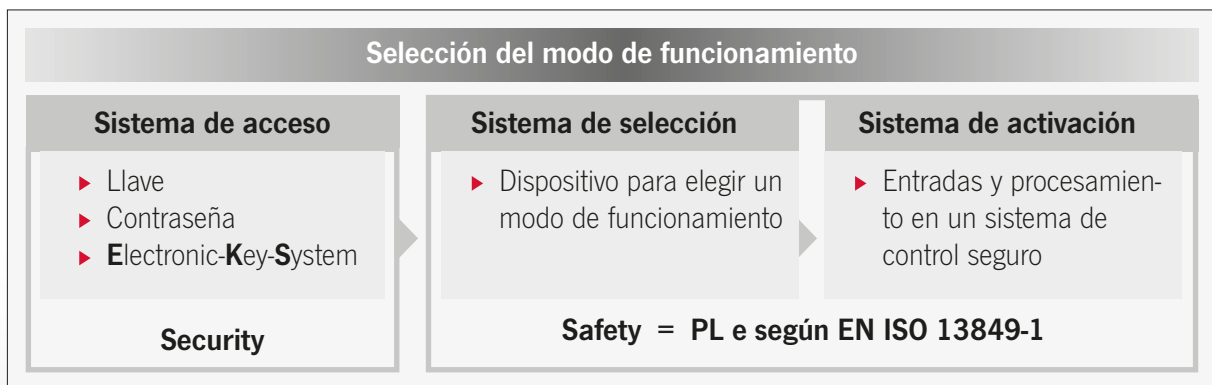 Selección del modo de funcionamiento
Sistema de acceso
Llave
Contraseña
Electronic-Key-System
Security
Sistema de selección
Dispositivo para elegir un
modo de funcionamiento
Sistema de activación
Entradas y procesamien-
to en un sistema de
control seguro
Safety = PL e según EN ISO 13849-1